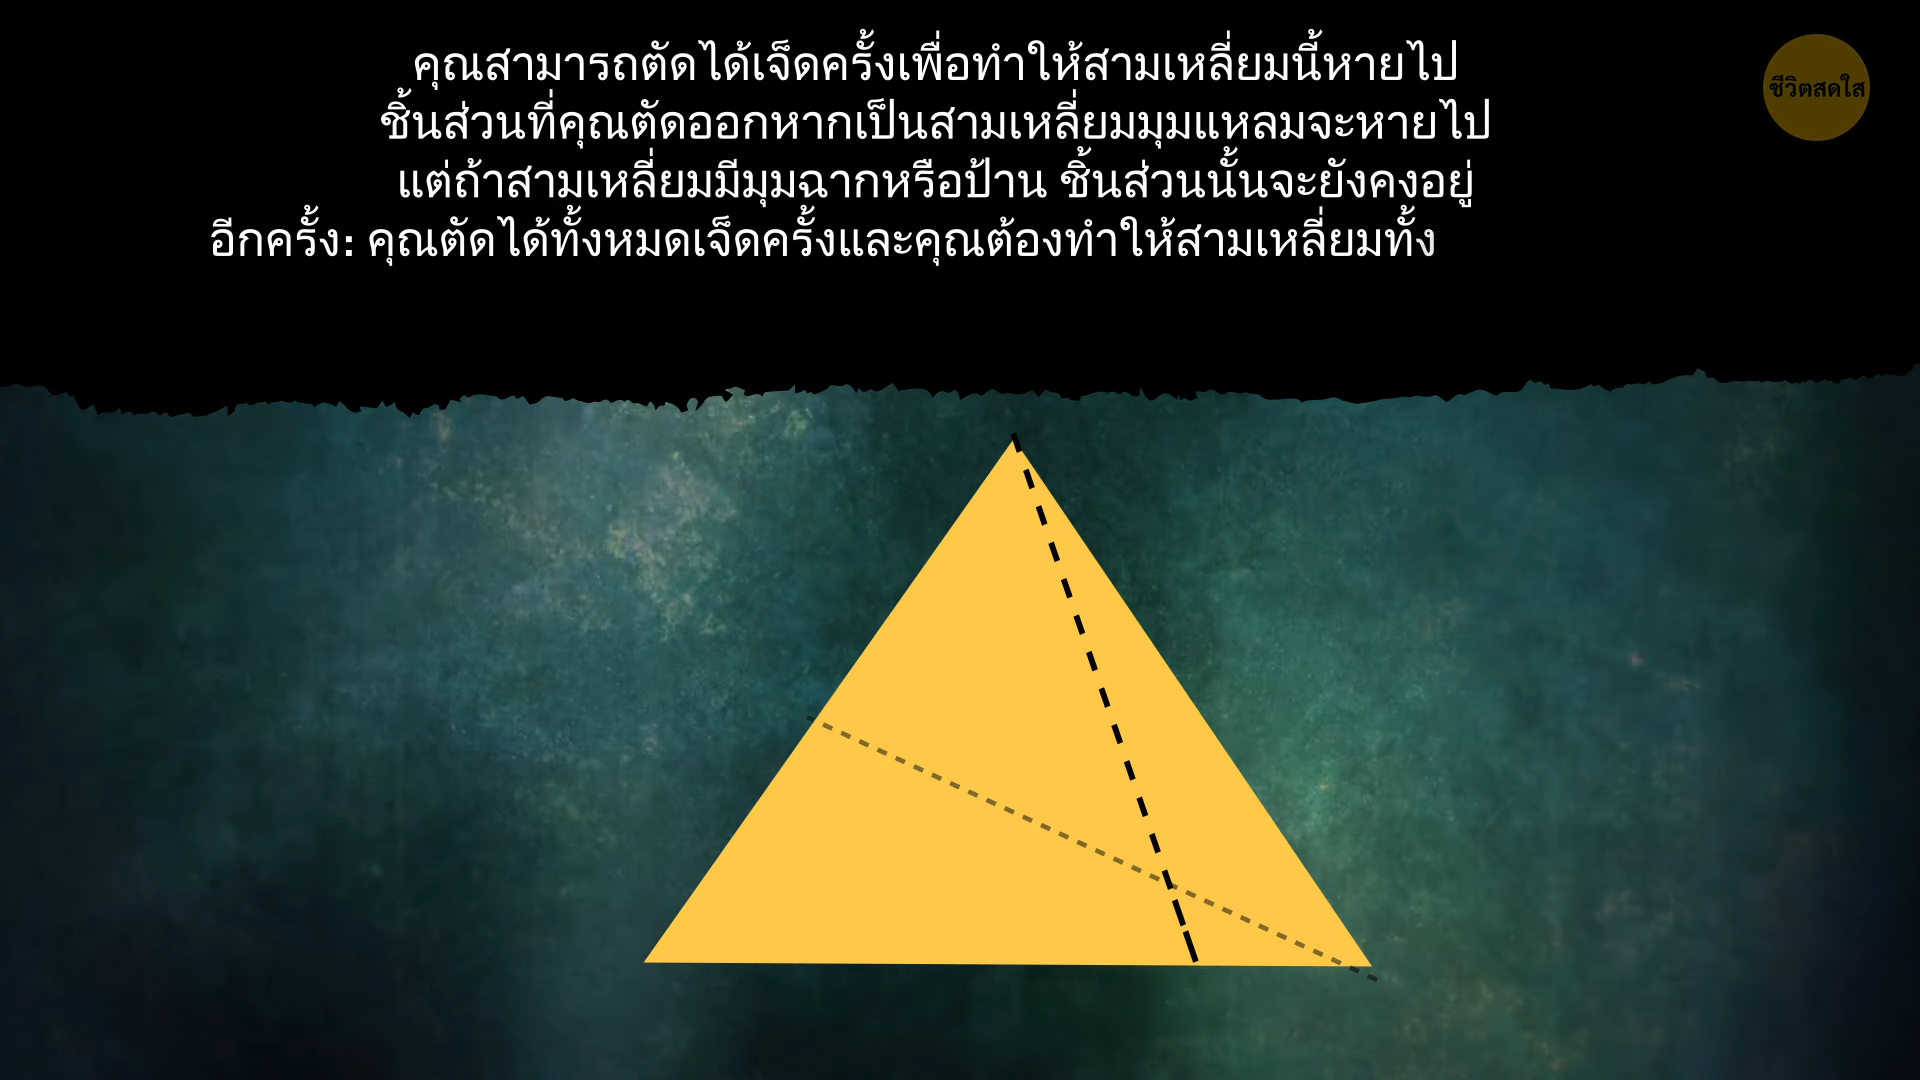 คุณสามารถตัดได้เจ็ดครั้งเพื่อทำให้สามเหลี่ยมนี้หายไป
ชิ้นส่วนที่คุณตัดออกหากเป็นสามเหลี่ยมมุมแหลมจะหายไป
แต่ถ้าสามเหลี่ยมมีมุมฉากหรือป้าน ชิ้นส่วนนั้นจะยังคงอยู่
อีกครั้ง: คุณตัดได้ทั้งหมดเจ็ดครั้งและคุณต้องทำให้สามเหลี่ยมทั้ง
ชีวิตสดใส